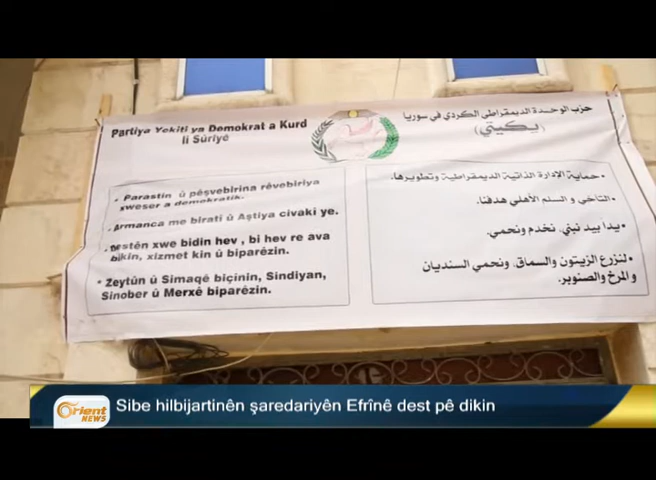 Partiya Yekîtî ya Demokrat a Kurd
li Sûriyê
حزب الوحدة الديمقراطي الكردي في سوريا
(يكيتي)
• Parastin û pêşvebirina rêvebiriya
xweser a demokratîk.
• Armanca me biratî û Aştiya civakî ye.
• Destên xwe bidin hev , bi hev re ava
bikin, xizmet kin û biparêzin.
• Zeytûn û Simaqê biçînin, Sindiyan,
Sinober û Merxê biparêzin.
• حماية الإدارة الذاتية الديمقراطية وتطويرها.
• التآخي و السلم الأهلي هدفنا.
• يداً بيد نبني، نخدم ونحمي.
• لنزرع الزيتون والسماق، ونحمي السنديان
والمرخ والصنوبر.
Orient
NEWS
Sibe hilbijartinên şaredariyên Efrînê dest pê dikin